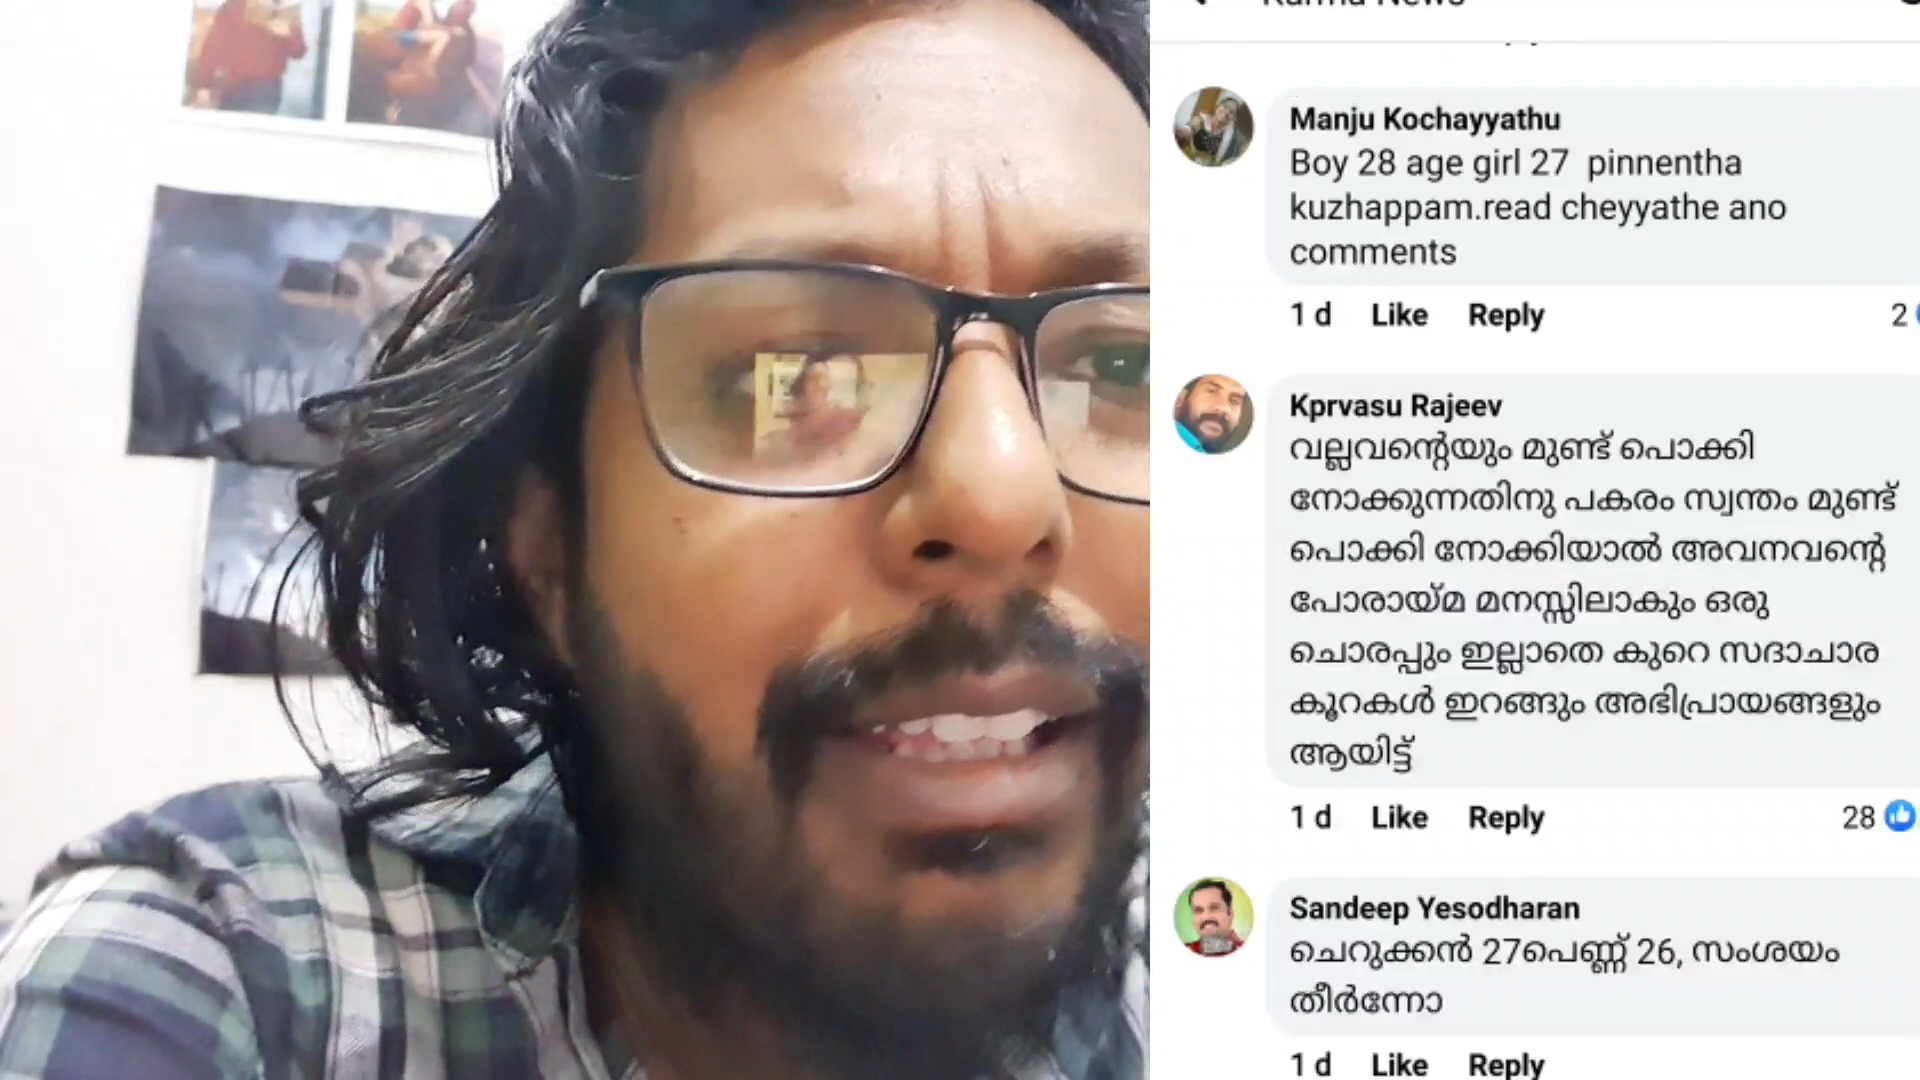 Karma News
Manju Kochayyathu
Boy 28 age girl 27 pinnentha
kuzhappam.read cheyyathe ano
comments
1 d Like Reply 2
Kprvasu Rajeev
വല്ലവന്റെയും മുണ്ട് പൊക്കി
നോക്കുന്നതിനു പകരം സ്വന്തം മുണ്ട്
പൊക്കി നോക്കിയാൽ അവനവന്റെ
പോരായ്മ മനസ്സിലാകും ഒരു
ചൊരപ്പും ഇല്ലാതെ കുറെ സദാചാര
കൂറകൾ ഇറങ്ങും അഭിപ്രായങ്ങളും
ആയിട്ട്
1 d Like Reply 28
Sandeep Yesodharan
ചെറുക്കൻ 27പെണ്ണ് 26, സംശയം
തീർന്നോ
1 d Like Reply